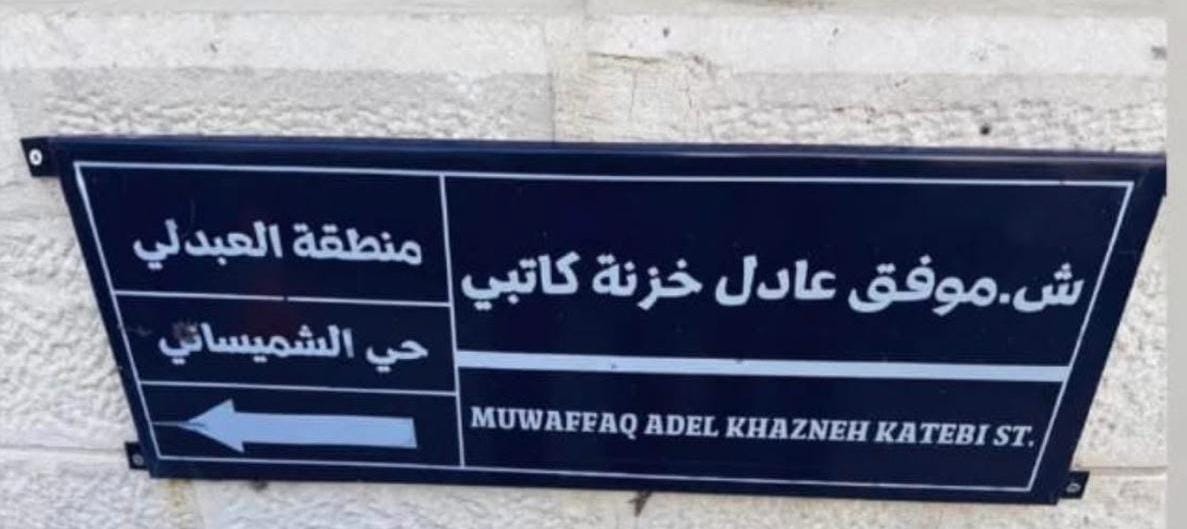 ش.موفق عادل خزنة كاتبي
MUWAFFAQ ADEL KHAZNEH KATEBI ST.
منطقة العبدلي
حي الشميساني